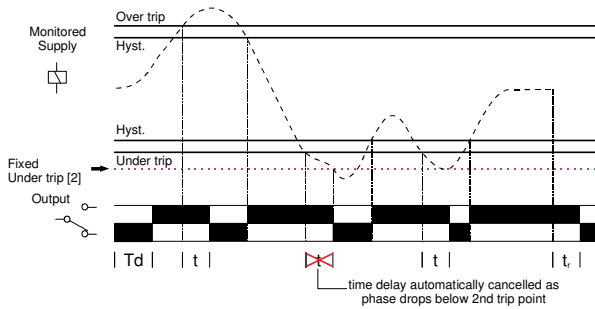 Over trip
Monitored
Supply
Hyst.
Hyst.
Under trip
Fixed
Under trip [2]
Output
Td
t
t
t
tr
time delay automatically cancelled as
phase drops below 2nd trip point